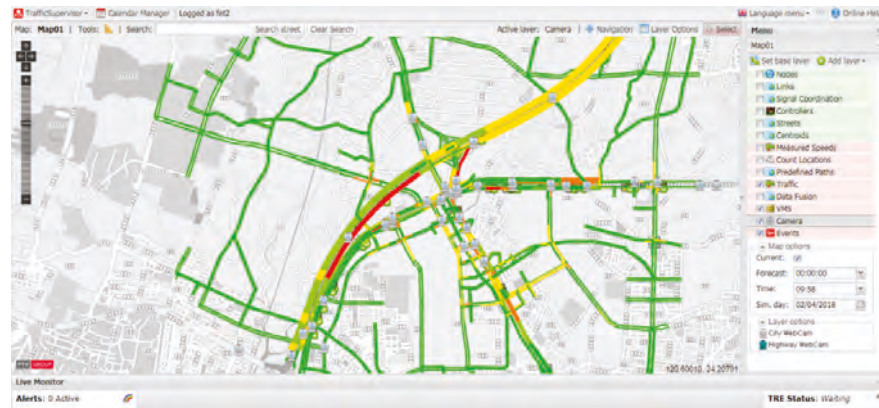 TrafficSupervisor Calendar Manager Logged as fet2 Language menu Online Help
Map: Map01 Tools: Search: Search street Clear Search Active layer: Camera Navigation Layer Options Select Menu
Map01
Set base layer Add layer
Nodes
Links
Signal Coordination
Controllers
Streets
Centroids
Measured Speeds
Count Locations
Predefined Paths
Traffic
Data Fusion
VMS
Camera
Events
Map options
Current:
Forecast: 00:00:00
Time: 09:58
Sim. day: 02/04/2018
Layer options
City WebCam
Highway WebCam
GROUP
Live Monitor
Alerts: 0 Active TRE Status: Waiting